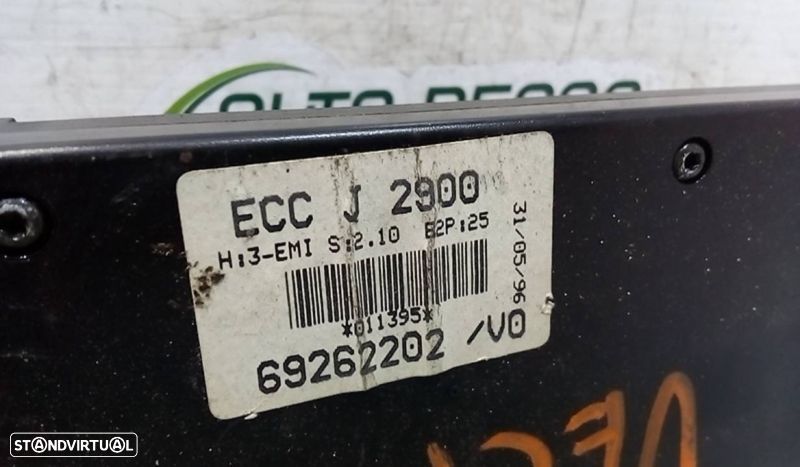 ECC J 2900
H:3-EMI S:2.10 E2P:25
31/05/96
*011395*
69262202 /V0
STANDVIRTUAL